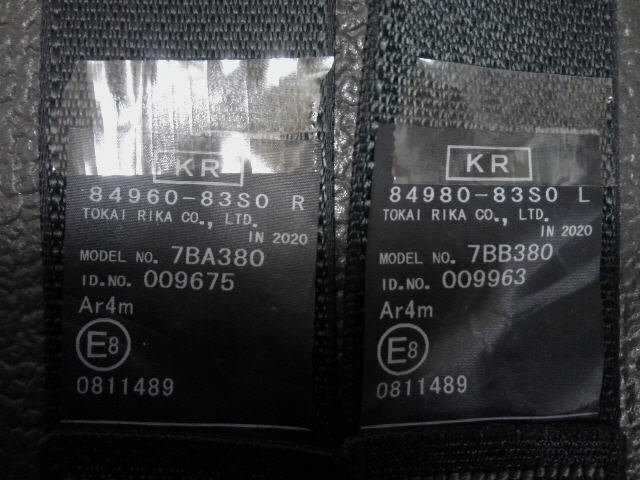 KR
84960-83S0 R
TOKAI RIKA CO., LTD.
IN 2020
MODEL NO. 7BA380
ID.NO. 009675
Ar4m
E8
0811489
KR
84980-83S0 L
TOKAI RIKA CO., LTD.
IN 2020
MODEL NO. 7BB380
ID.NO. 009963
Ar4m
E8
0811489